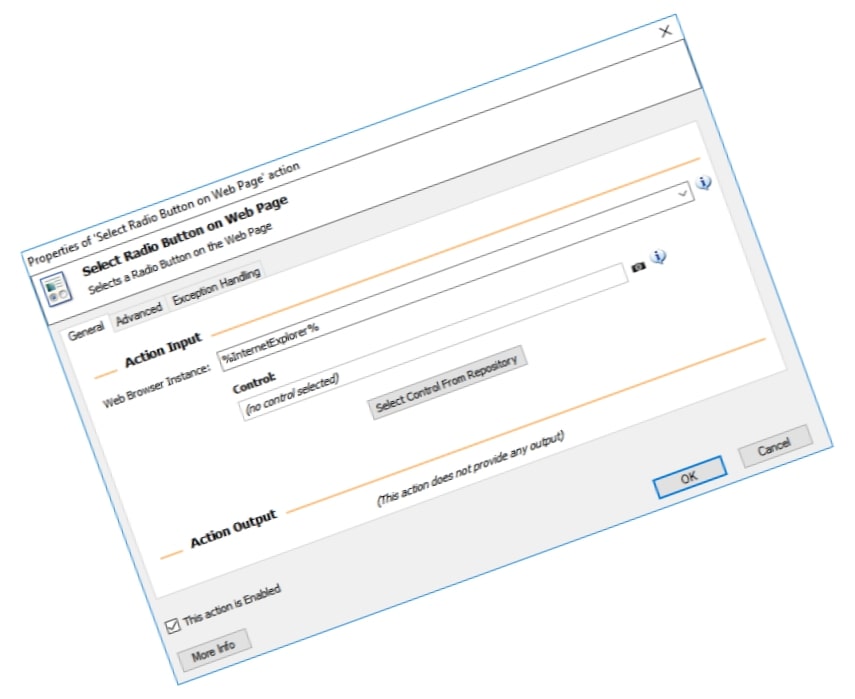 Properties of 'Select Radio Button on Web Page' action
Select Radio Button on Web Page
Selects a Radio Button on the Web Page
General Advanced Exception Handling
Action Input
Web Browser Instance: %InternetExplorer%
Control:
(no control selected)
Select Control From Repository
Action Output
(This action does not provide any output)
This action is Enabled
More Info OK Cancel